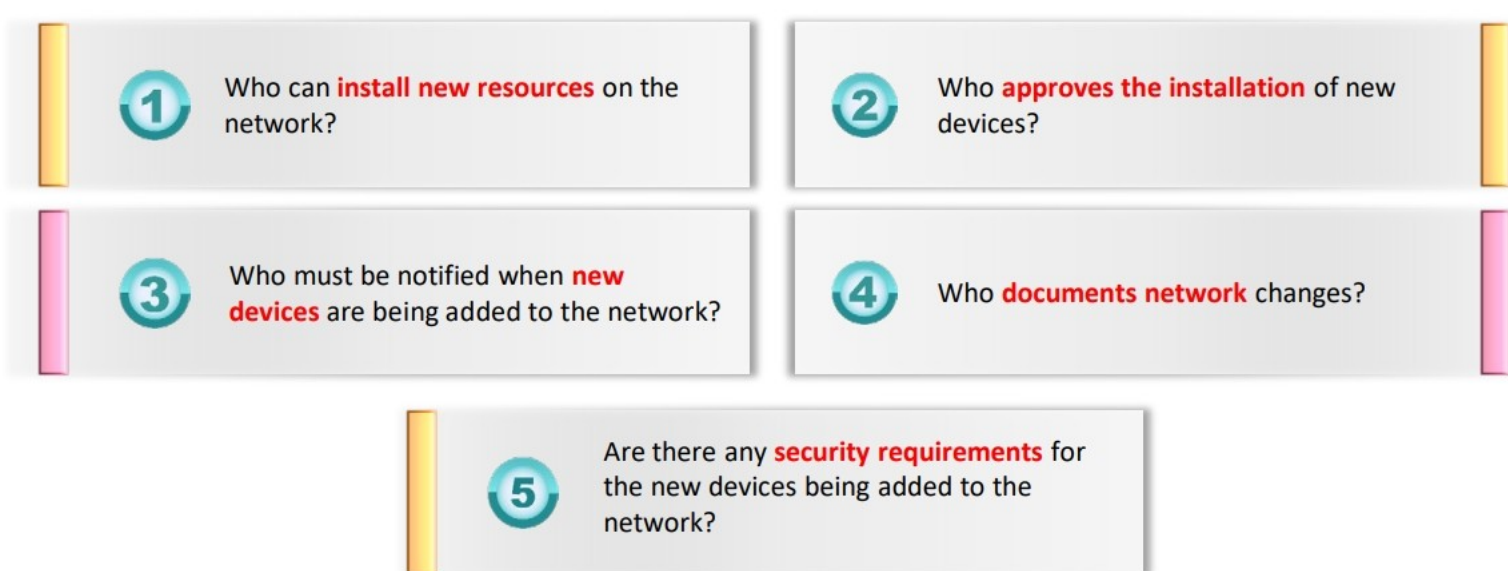 1
Who can install new resources on the
network?
2
Who approves the installation of new
devices?
3
Who must be notified when new
devices are being added to the network?
4
Who documents network changes?
5
Are there any security requirements for
the new devices being added to the
network?